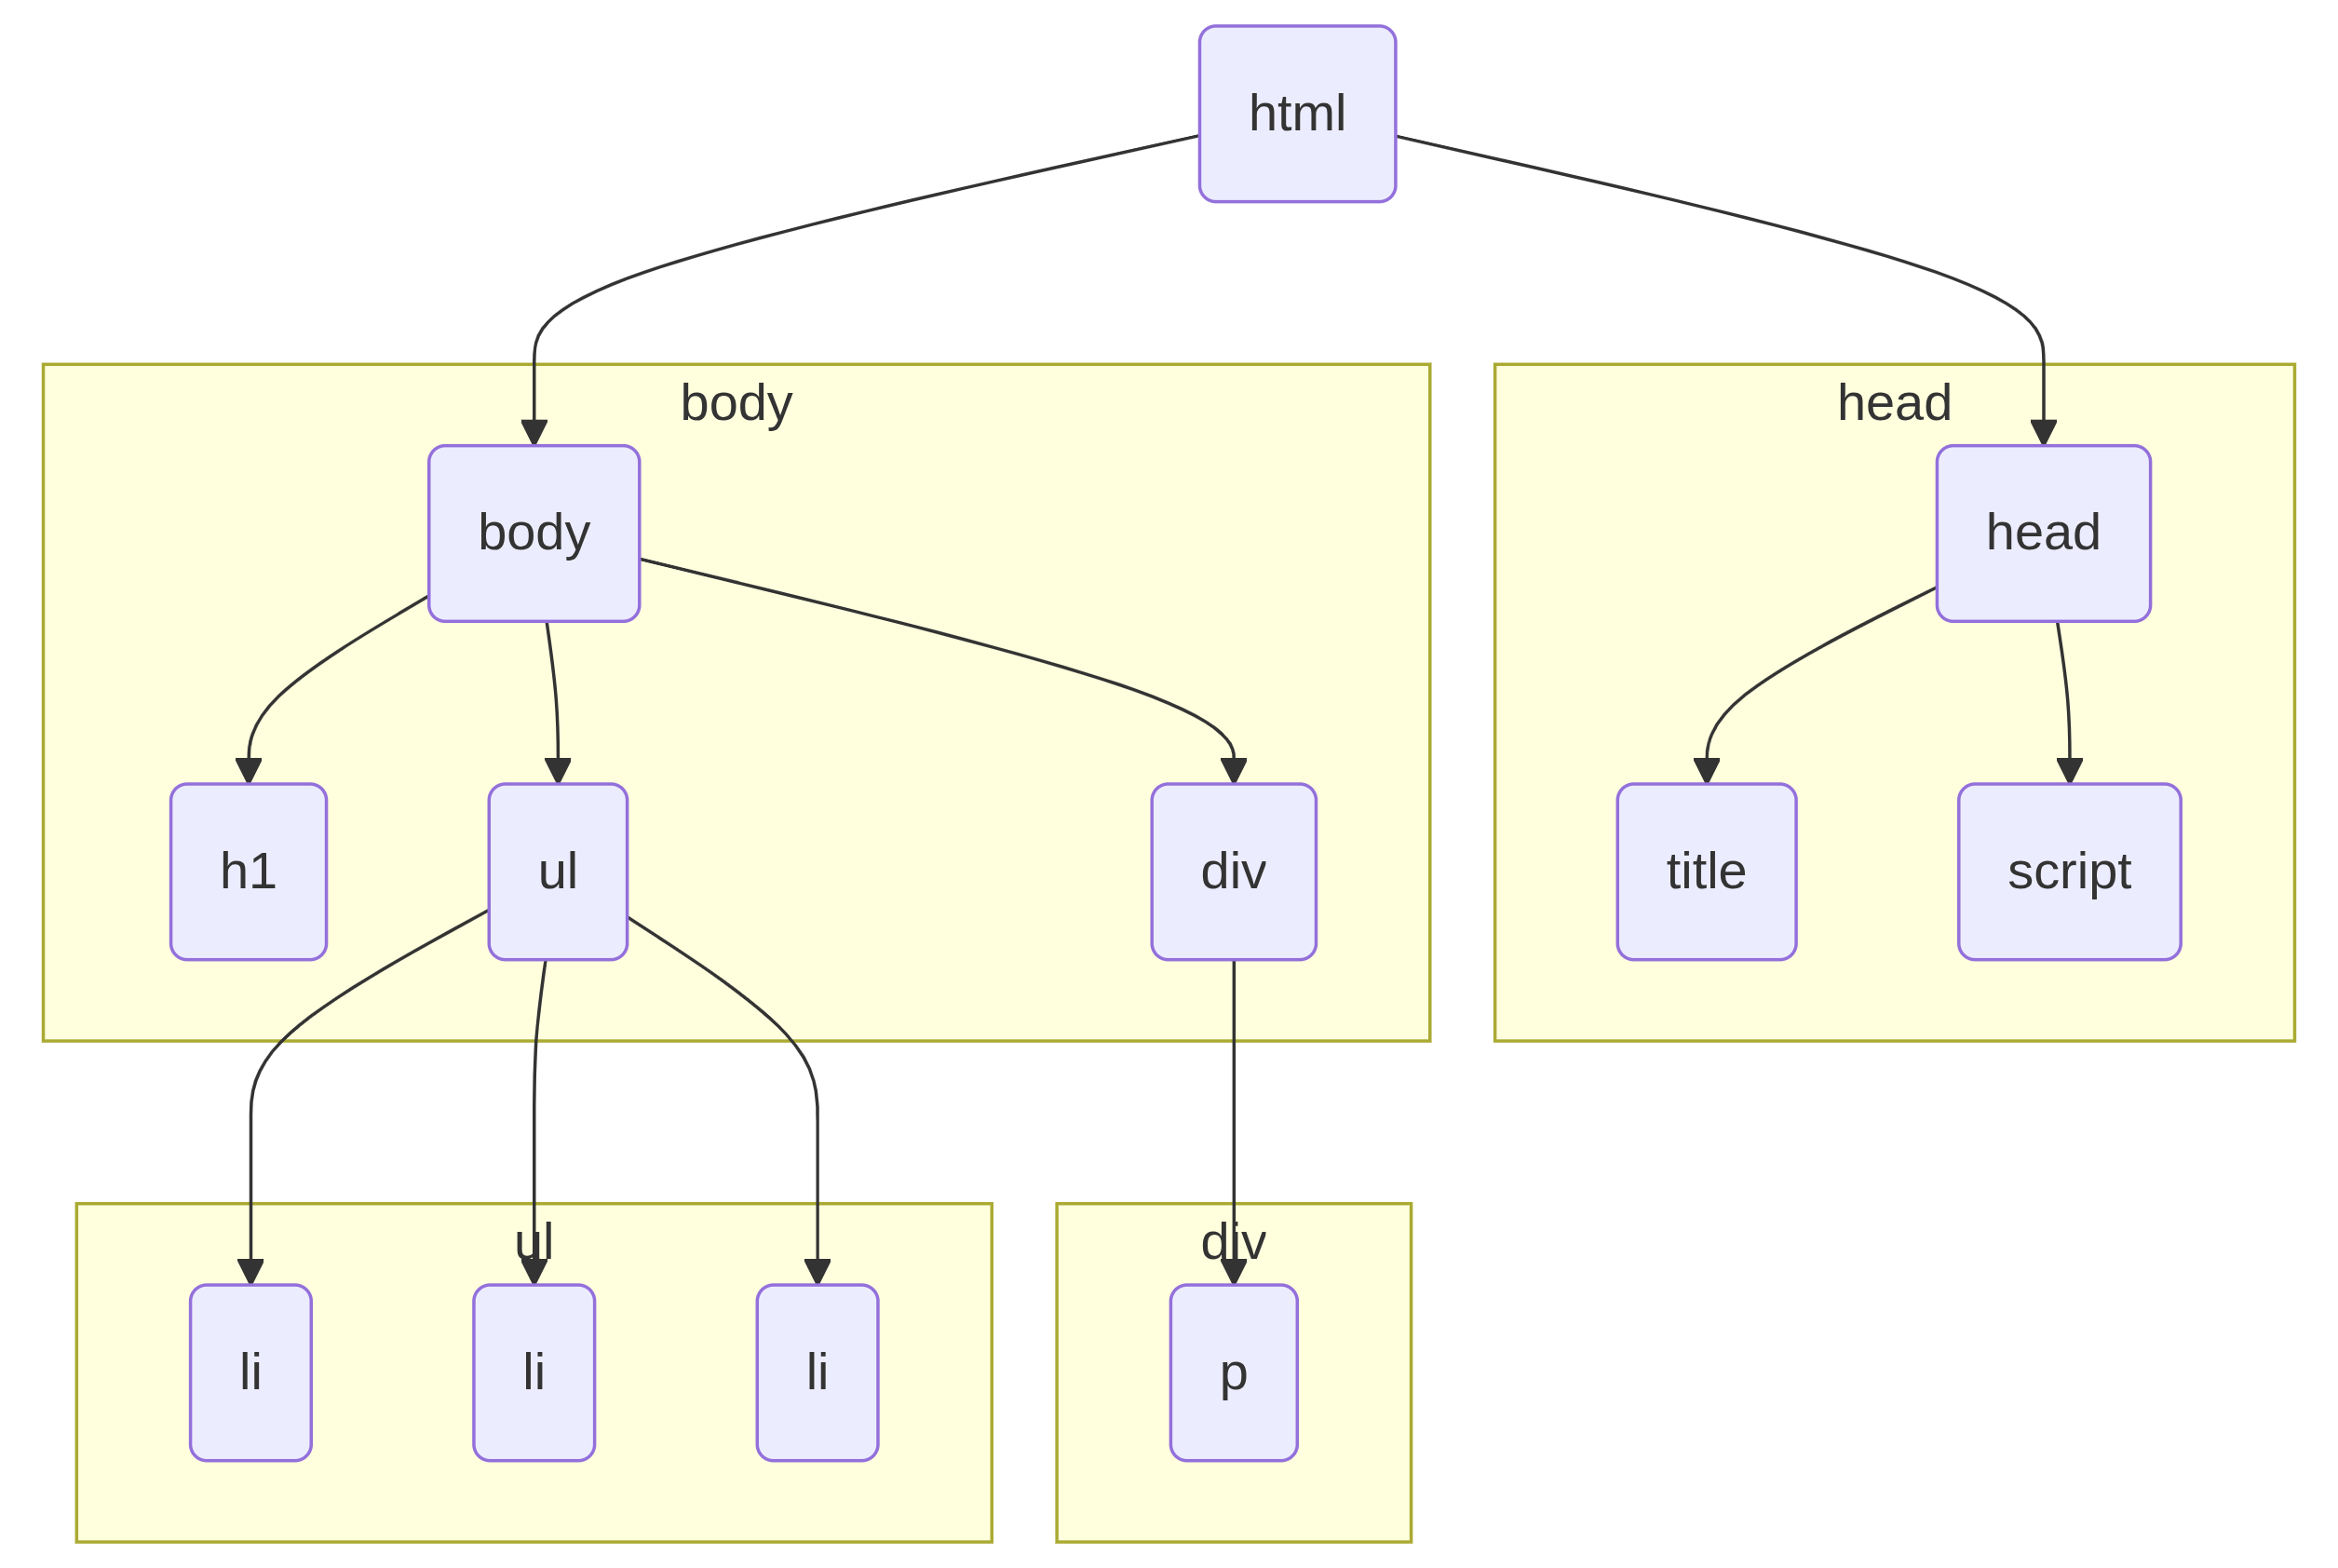 html
body
head
body
head
h1
ul
div
title
script
ul
div
li
li
li
p